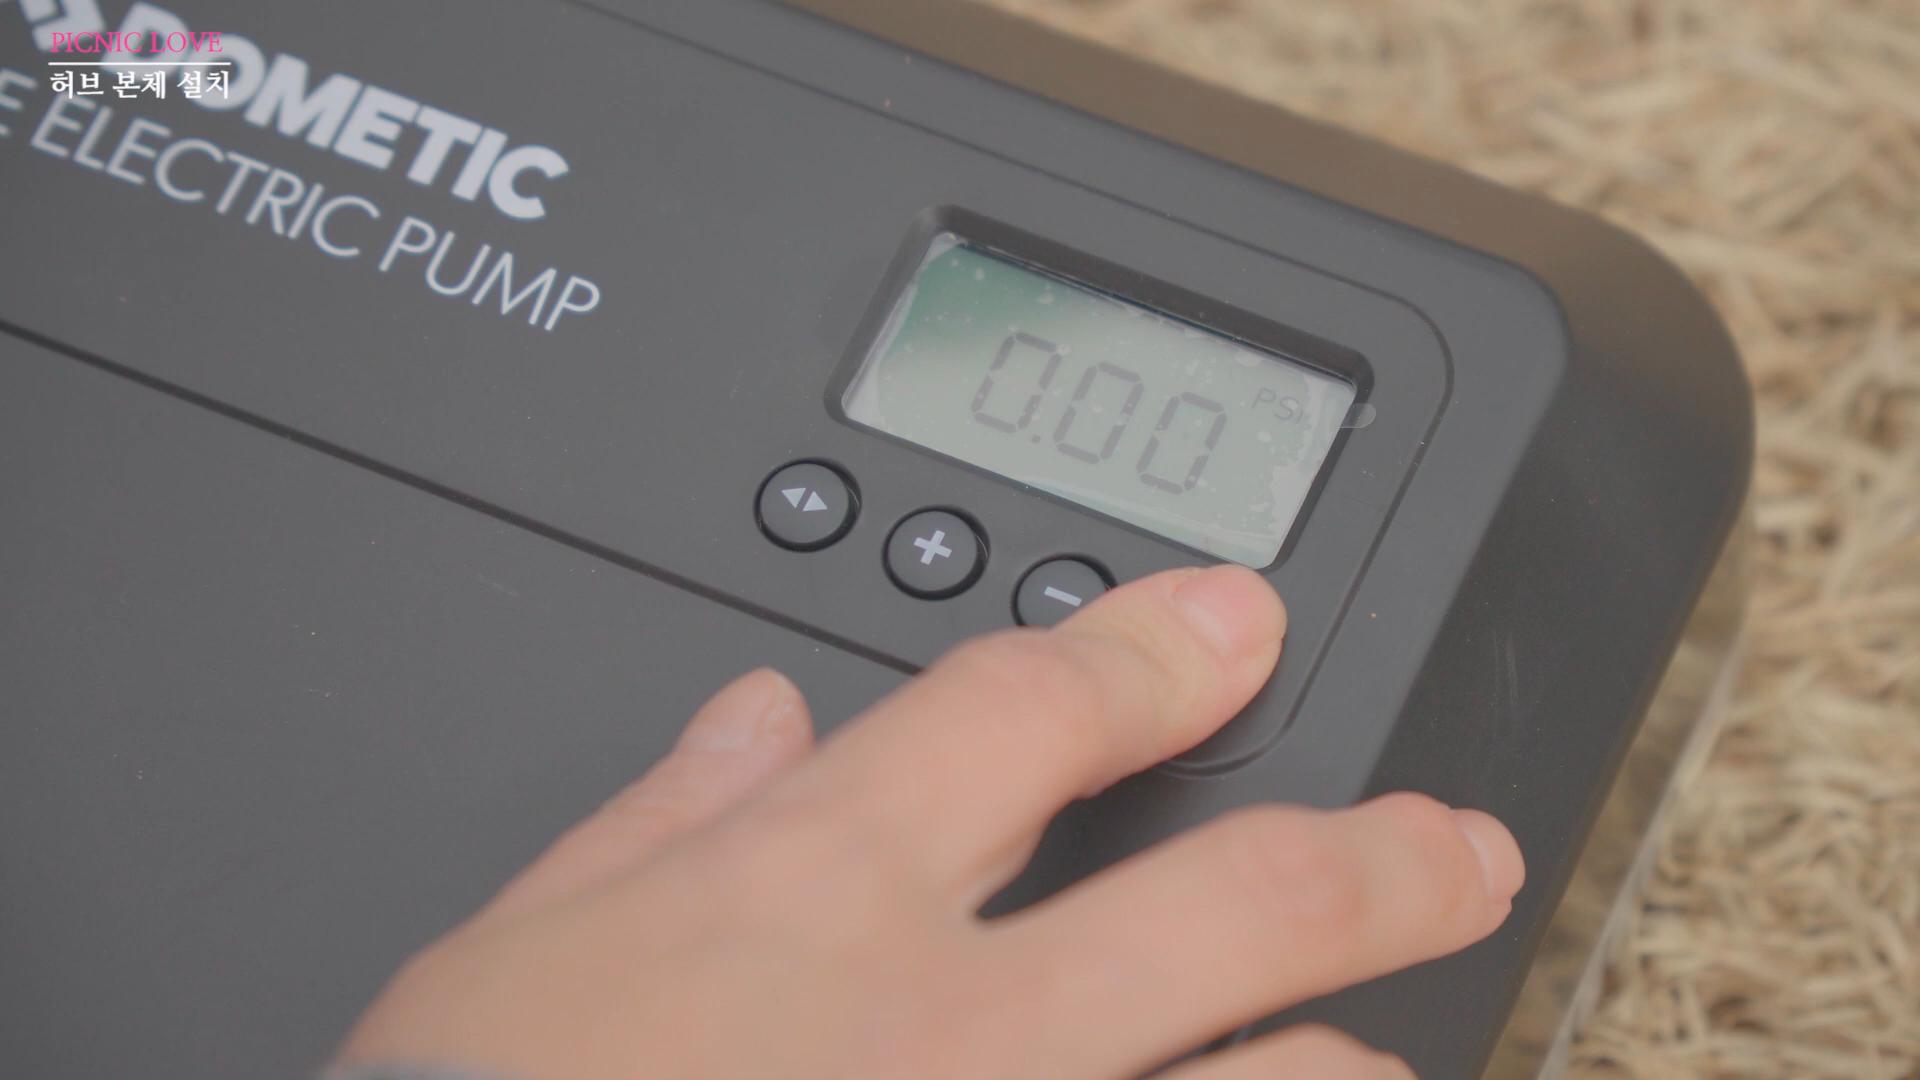 PICNIC LOVE
허브 본체 설치
DOMETIC
E ELECTRIC PUMP
0.00 PSI
+
-